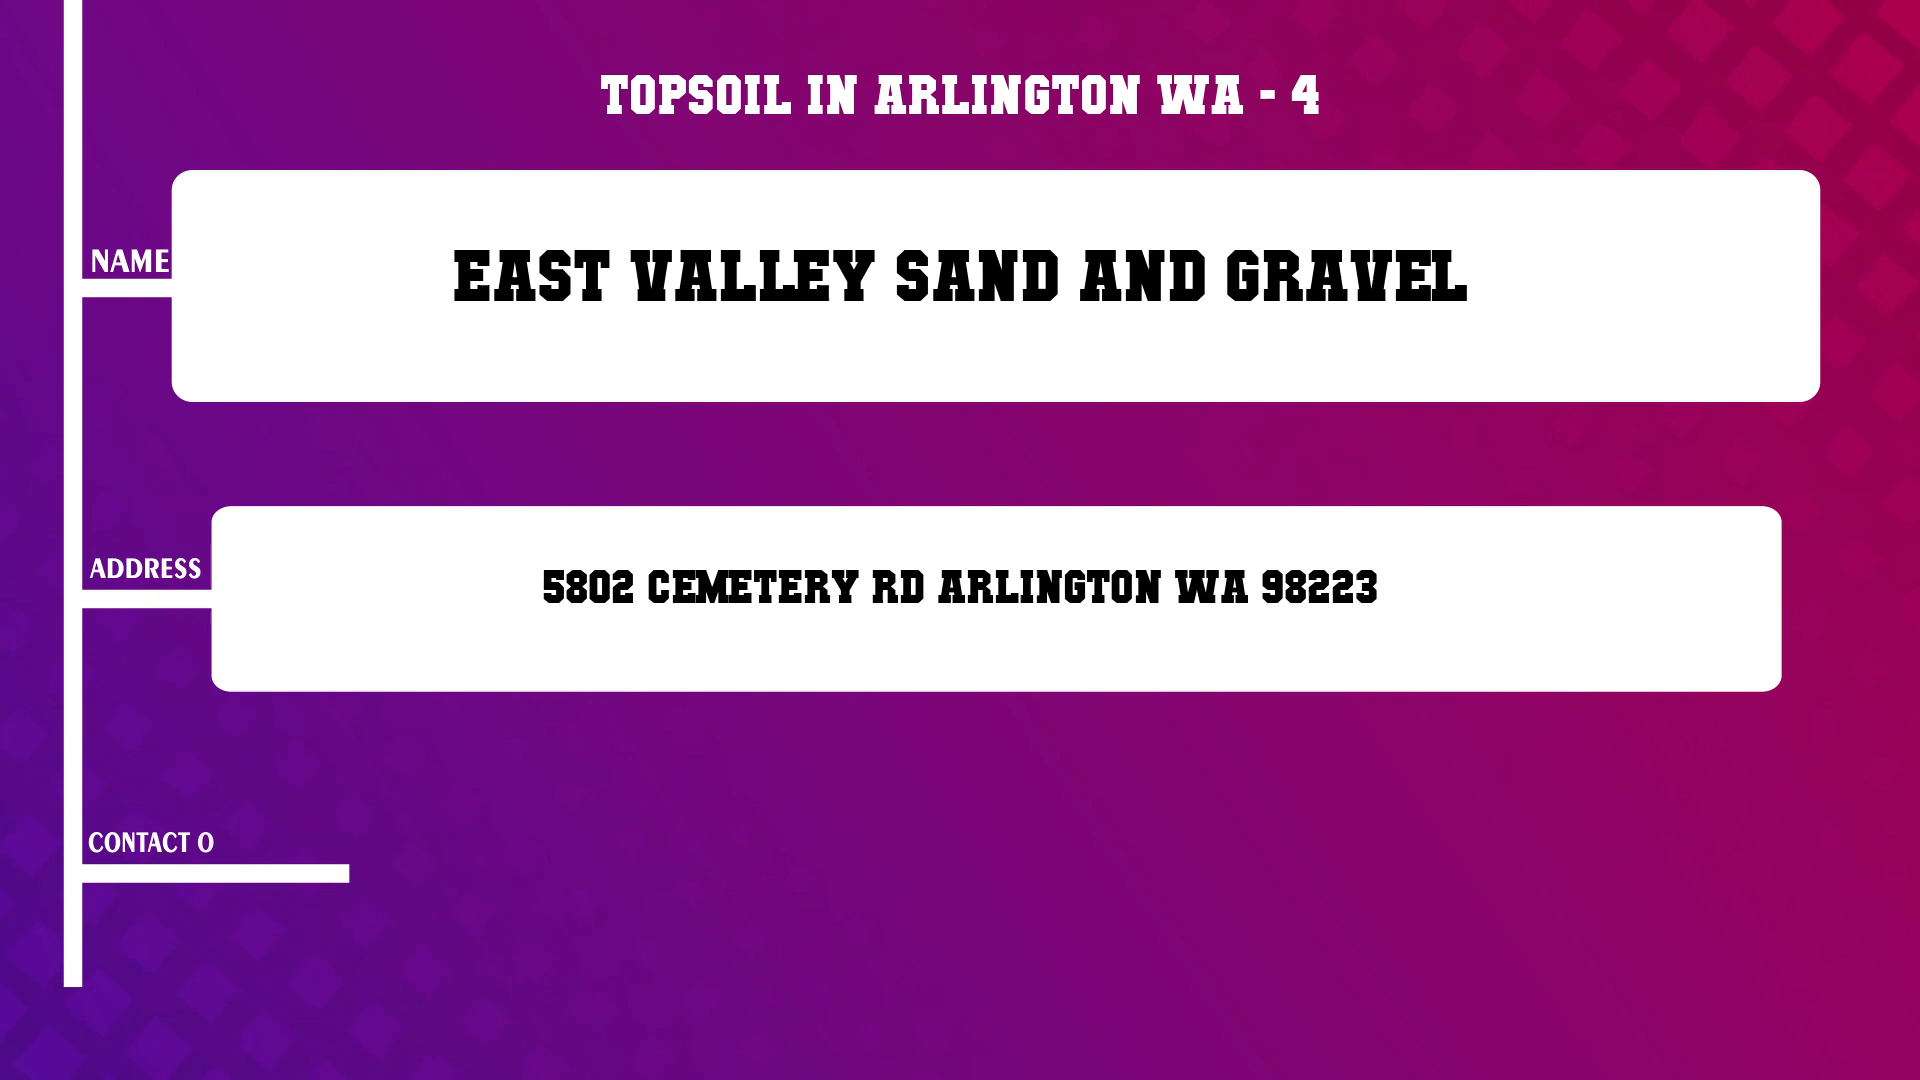 TOPSOIL IN ARLINGTON WA - 4
NAME
EAST VALLEY SAND AND GRAVEL
ADDRESS
5802 CEMETERY RD ARLINGTON WA 98223
CONTACT O